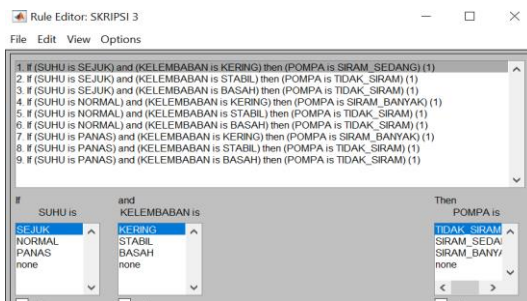 Rule Editor: SKRIPSI 3
File Edit View Options
1. If (SUHU is SEJUK) and (KELEMBABAN is KERING) then (POMPA is SIRAM_SEDANG) (1)
2. If (SUHU is SEJUK) and (KELEMBABAN is STABIL) then (POMPA is TIDAK_SIRAM) (1)
3. If (SUHU is SEJUK) and (KELEMBABAN is BASAH) then (POMPA is TIDAK_SIRAM) (1)
4. If (SUHU is NORMAL) and (KELEMBABAN is KERING) then (POMPA is SIRAM_BANYAK) (1)
5. If (SUHU is NORMAL) and (KELEMBABAN is STABIL) then (POMPA is TIDAK_SIRAM) (1)
6. If (SUHU is NORMAL) and (KELEMBABAN is BASAH) then (POMPA is TIDAK_SIRAM) (1)
7. If (SUHU is PANAS) and (KELEMBABAN is KERING) then (POMPA is SIRAM_BANYAK) (1)
8. If (SUHU is PANAS) and (KELEMBABAN is STABIL) then (POMPA is TIDAK_SIRAM) (1)
9. If (SUHU is PANAS) and (KELEMBABAN is BASAH) then (POMPA is TIDAK_SIRAM) (1)
If
SUHU is
SEJUK
NORMAL
PANAS
none
and
KELEMBABAN is
KERING
STABIL
BASAH
none
Then
POMPA is
TIDAK_SIRAM
SIRAM_SEDA
SIRAM_BANYA
none